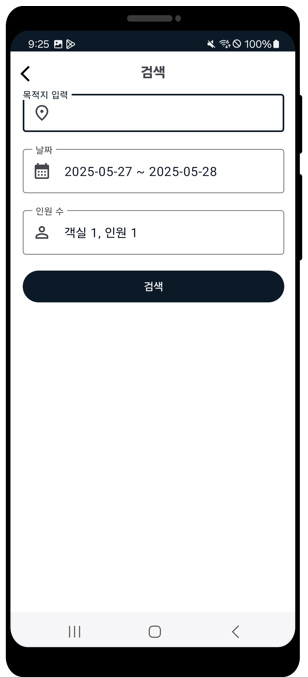 9:25 100%
검색
목적지 입력
날짜
2025-05-27 ~ 2025-05-28
인원 수
객실 1, 인원 1
검색